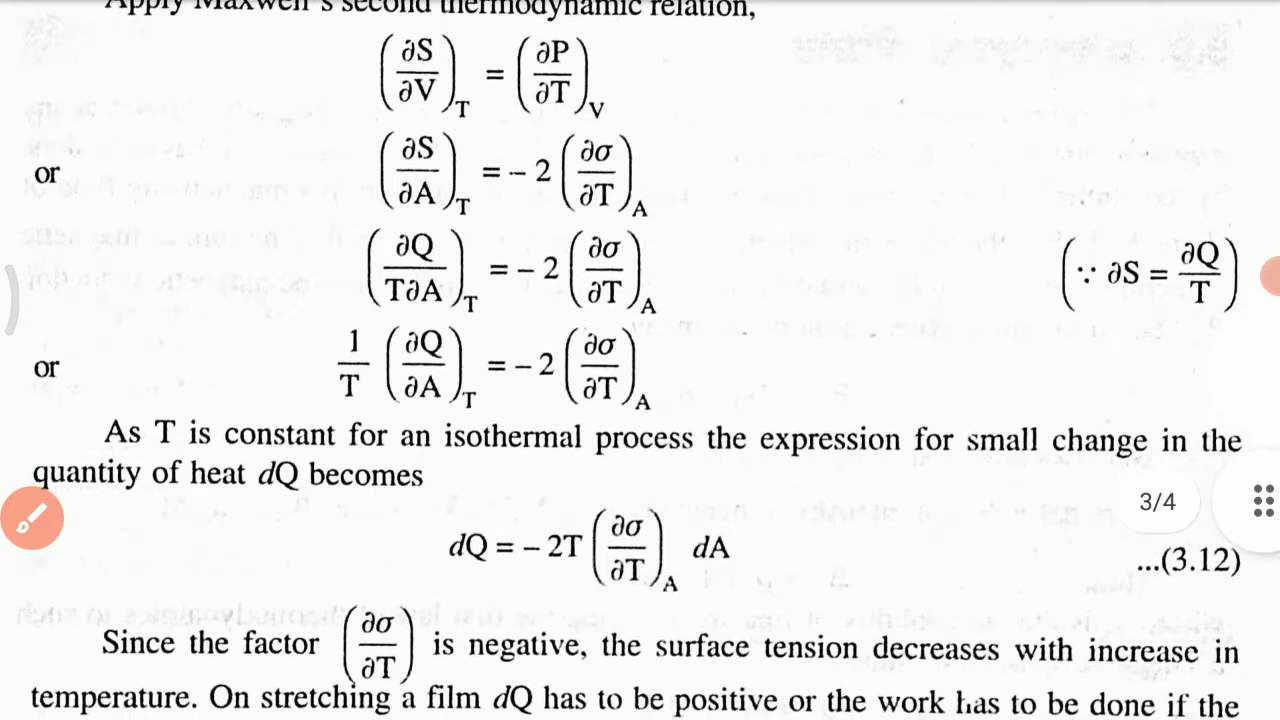 Apply Maxwell's second thermodynamic relation,
(∂S/∂V)_T = (∂P/∂T)_V
or (∂S/∂A)_T = − 2 (∂σ/∂T)_A
(∂Q/T∂A)_T = − 2 (∂σ/∂T)_A (∵ ∂S = ∂Q/T)
or 1/T (∂Q/∂A)_T = − 2 (∂σ/∂T)_A
As T is constant for an isothermal process the expression for small change in the
quantity of heat dQ becomes
3/4
dQ = − 2T (∂σ/∂T)_A dA ...(3.12)
Since the factor (∂σ/∂T) is negative, the surface tension decreases with increase in
temperature. On stretching a film dQ has to be positive or the work has to be done if the